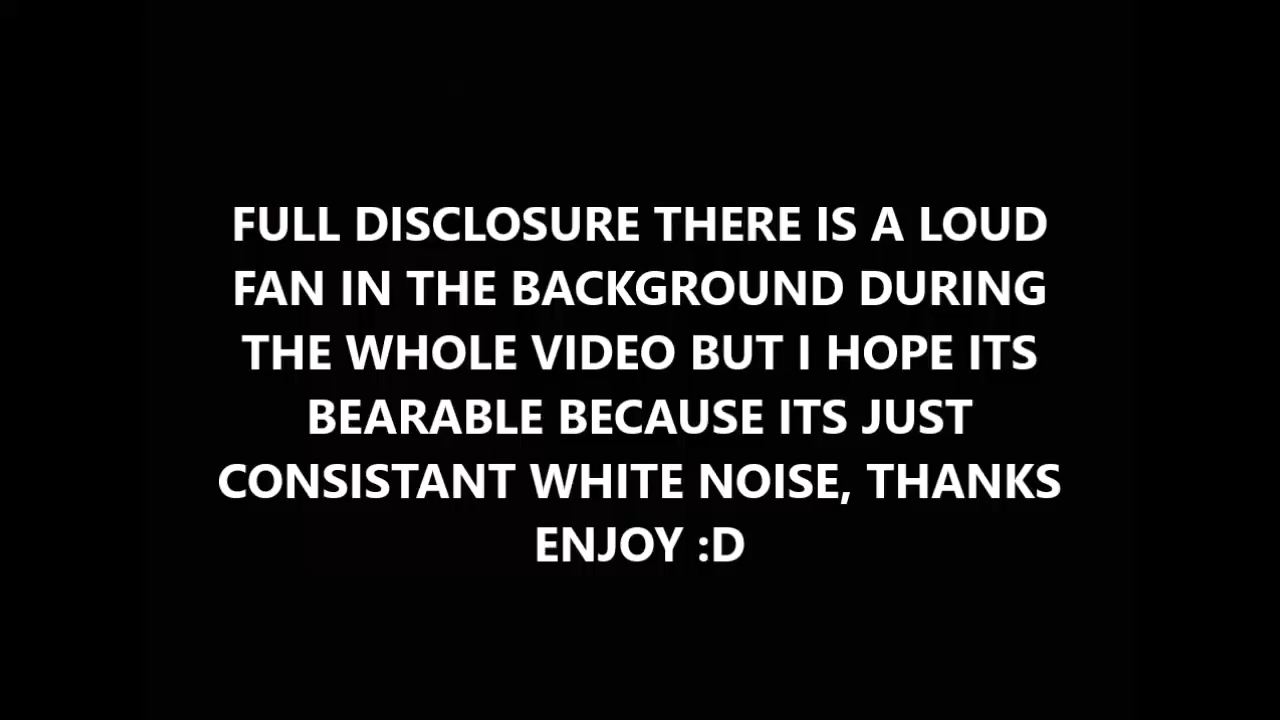 FULL DISCLOSURE THERE IS A LOUD
FAN IN THE BACKGROUND DURING
THE WHOLE VIDEO BUT I HOPE ITS
BEARABLE BECAUSE ITS JUST
CONSISTANT WHITE NOISE, THANKS
ENJOY :D